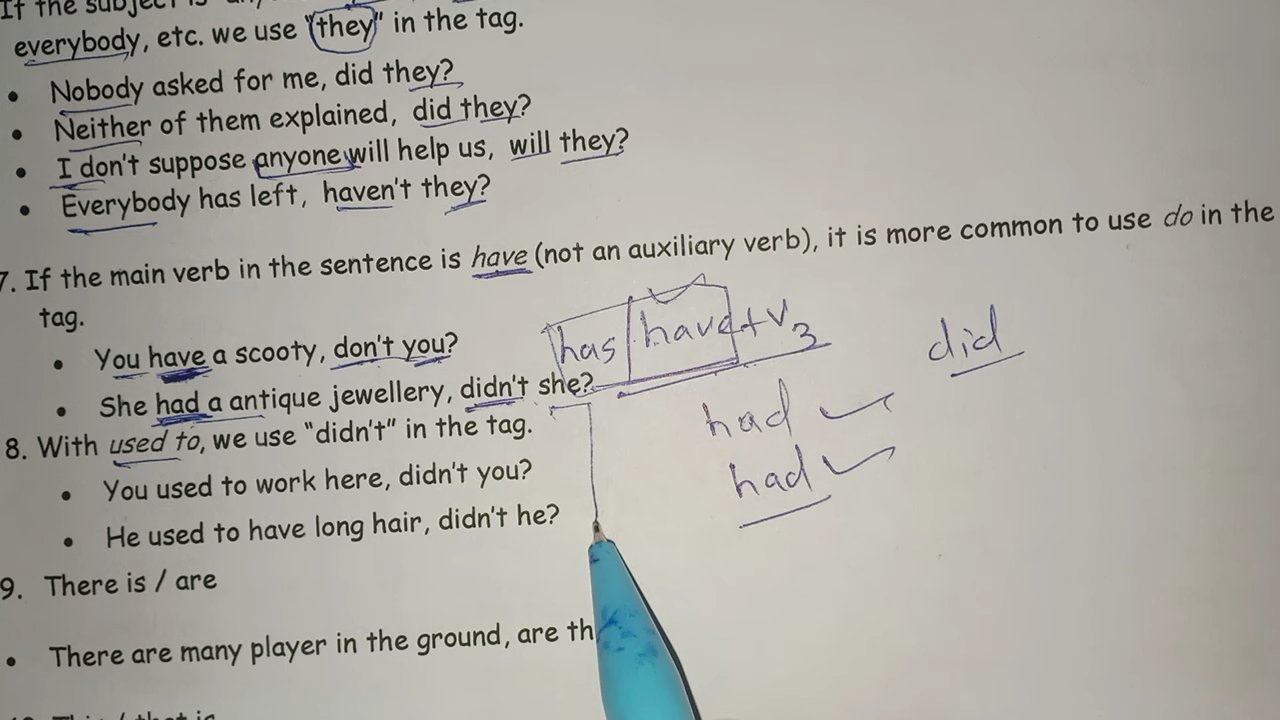 If the subject is
everybody, etc. we use "they" in the tag.
• Nobody asked for me, did they?
• Neither of them explained, did they?
• I don't suppose anyone will help us, will they?
• Everybody has left, haven't they?
7. If the main verb in the sentence is have (not an auxiliary verb), it is more common to use do in the
tag.
has/have+V3
did
• You have a scooty, don't you?
• She had a antique jewellery, didn't she?
had
had
8. With used to, we use "didn't" in the tag.
• You used to work here, didn't you?
• He used to have long hair, didn't he?
9. There is / are
• There are many player in the ground, are th